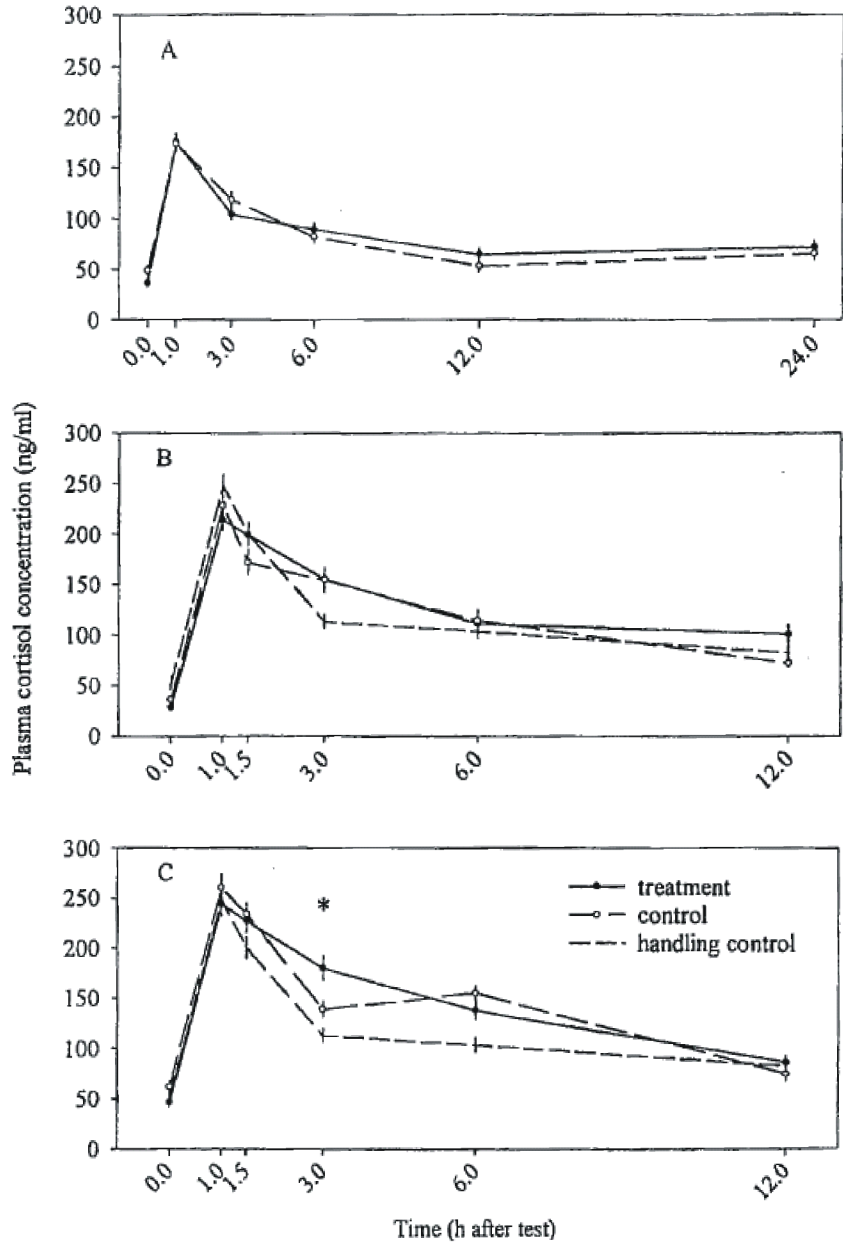 300
250
200
150
100
50
0
A
0.0 1.0 3.0 6.0 12.0 24.0
Plasma cortisol concentration (ng/ml)
300
250
200
150
100
50
0
B
0.0 1.0 1.5 3.0 6.0 12.0
300
250
200
150
100
50
0
C
*
treatment
control
handling control
0.0 1.0 1.5 3.0 6.0 12.0
Time (h after test)